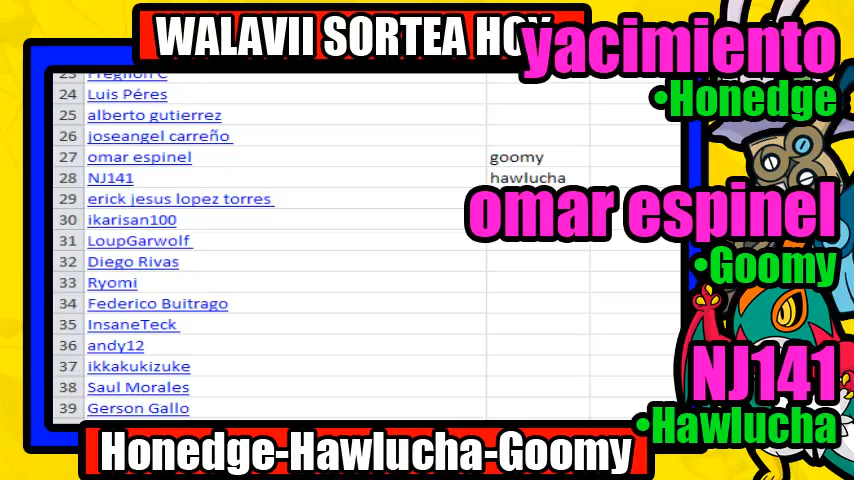 WALAVII SORTEA HOY
yacimiento
•Honedge
23 Fregilon C
24 Luis Péres
25 alberto gutierrez
26 joseangel carreño
27 omar espinel goomy
28 NJ141 hawlucha
29 erick jesus lopez torres
omar espinel
•Goomy
30 ikarisan100
31 LoupGarwolf
32 Diego Rivas
33 Ryomi
34 Federico Buitrago
35 InsaneTeck
36 andy12
37 ikkakukizuke
38 Saul Morales
39 Gerson Gallo
NJ141
•Hawlucha
Honedge-Hawlucha-Goomy